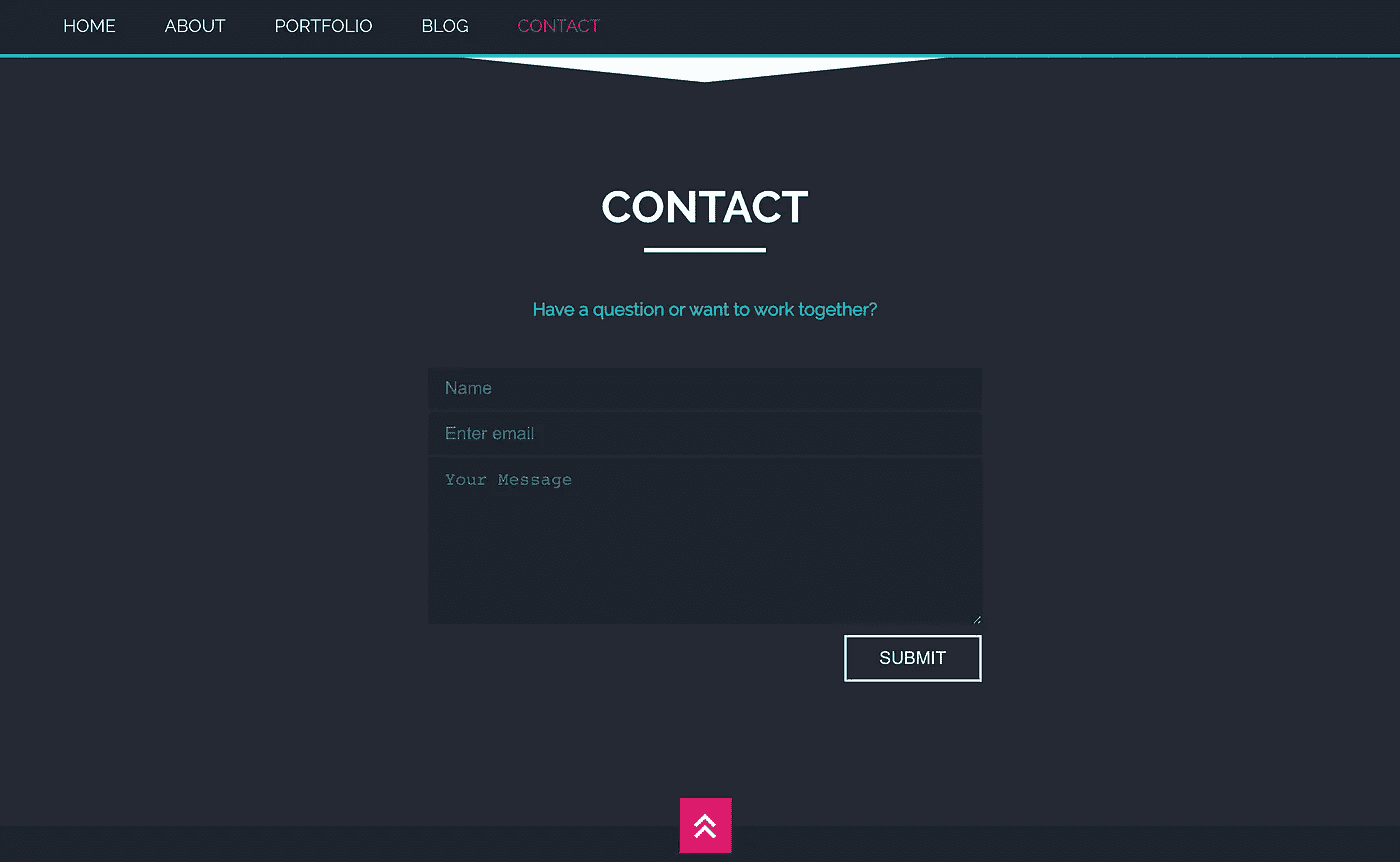 HOME ABOUT PORTFOLIO BLOG CONTACT
CONTACT
Have a question or want to work together?
Name
Enter email
Your Message
SUBMIT